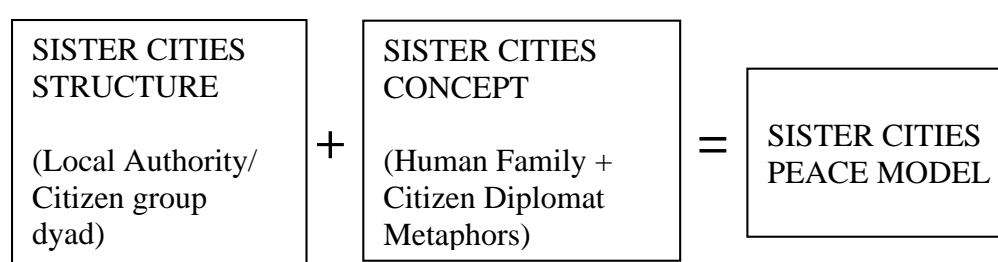 SISTER CITIES
STRUCTURE
(Local Authority/
Citizen group
dyad)
+
SISTER CITIES
CONCEPT
(Human Family +
Citizen Diplomat
Metaphors)
=
SISTER CITIES
PEACE MODEL